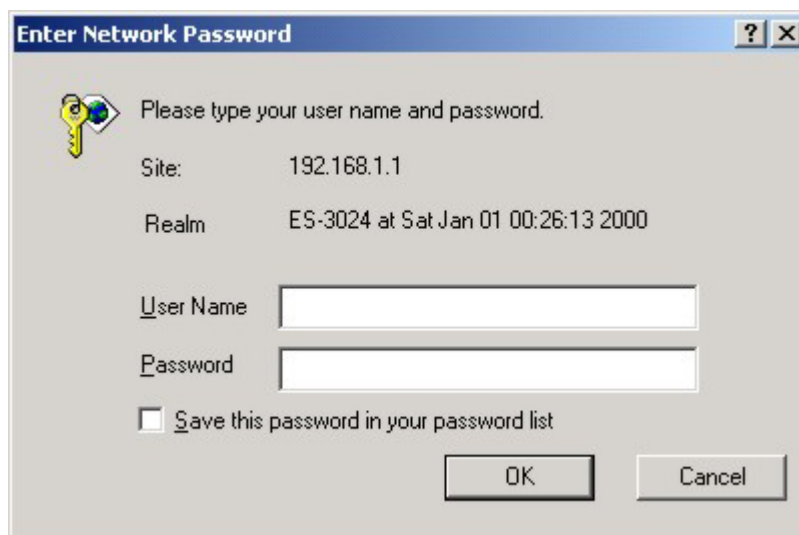 Enter Network Password
Please type your user name and password.
Site: 192.168.1.1
Realm ES-3024 at Sat Jan 01 00:26:13 2000
User Name
Password
Save this password in your password list
OK Cancel